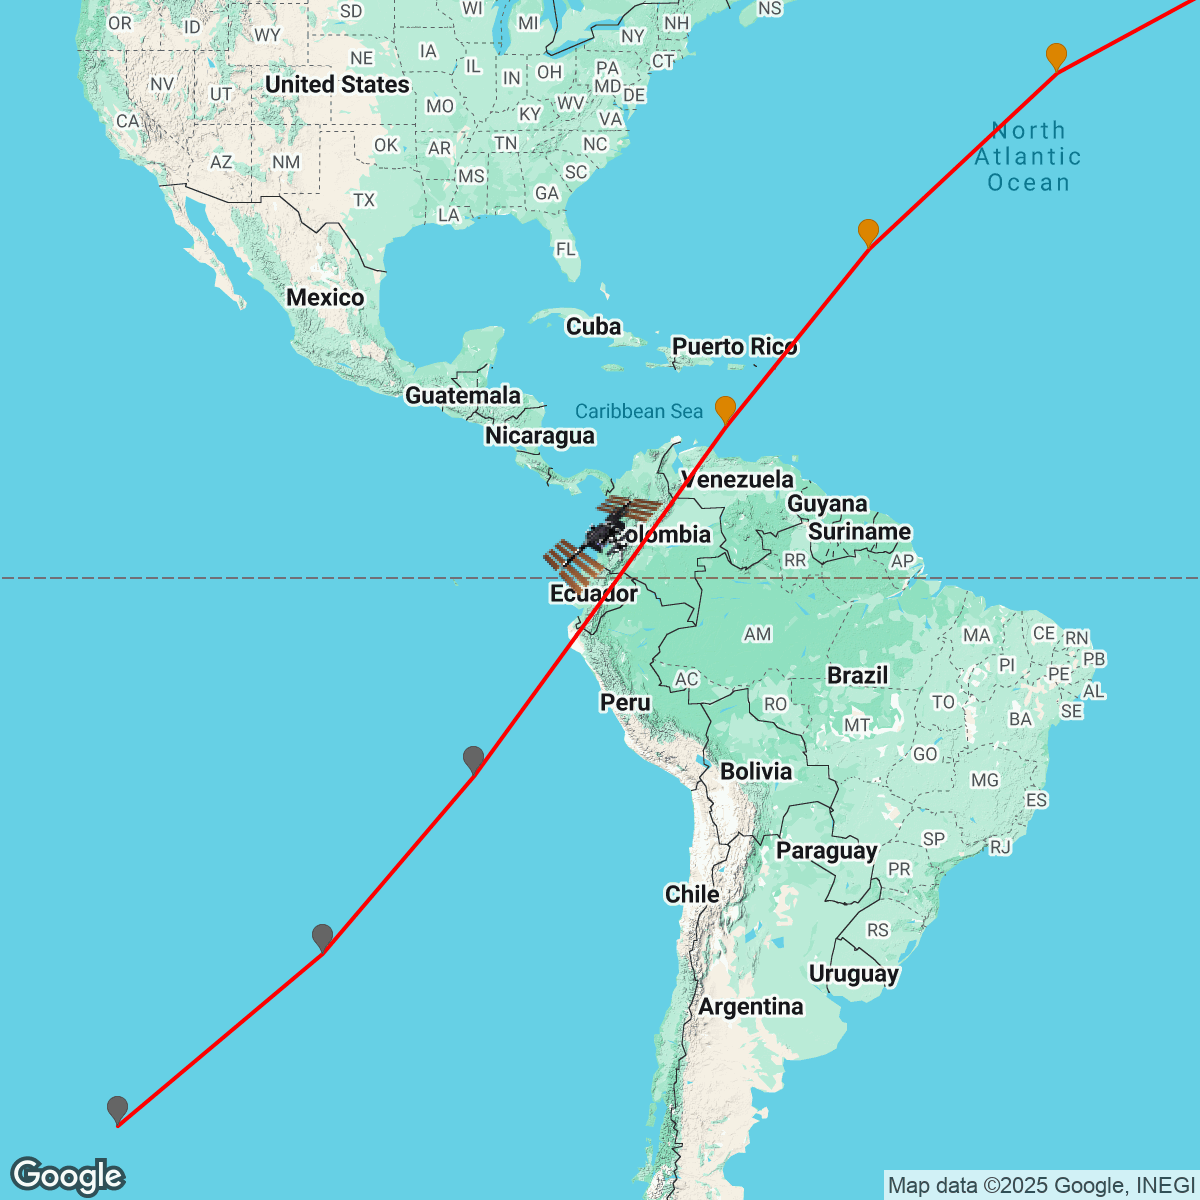 WI
NS
SD
OR
ID
MI
NH
WY
NY
IA
NE
CT
IL
PA
OH
IN
NV
United States
MD
UT
DE
WV
MO
KY
VA
CA
TN
NC
OK
AR
North
Atlantic
Ocean
AZ
NM
SC
MS
GA
TX
LA
FL
Mexico
Cuba
Puerto Rico
Guatemala
Caribbean Sea
Nicaragua
Venezuela
Guyana
Suriname
Colombia
RR
AP
Ecuador
AM
MA
CE
RN
PB
PI
PE
AC
Brazil
AL
TO
Peru
RO
SE
BA
MT
GO
Bolivia
MG
ES
SP
RJ
Paraguay
PR
Chile
RS
Uruguay
Argentina
Google
Map data ©2025 Google, INEGI